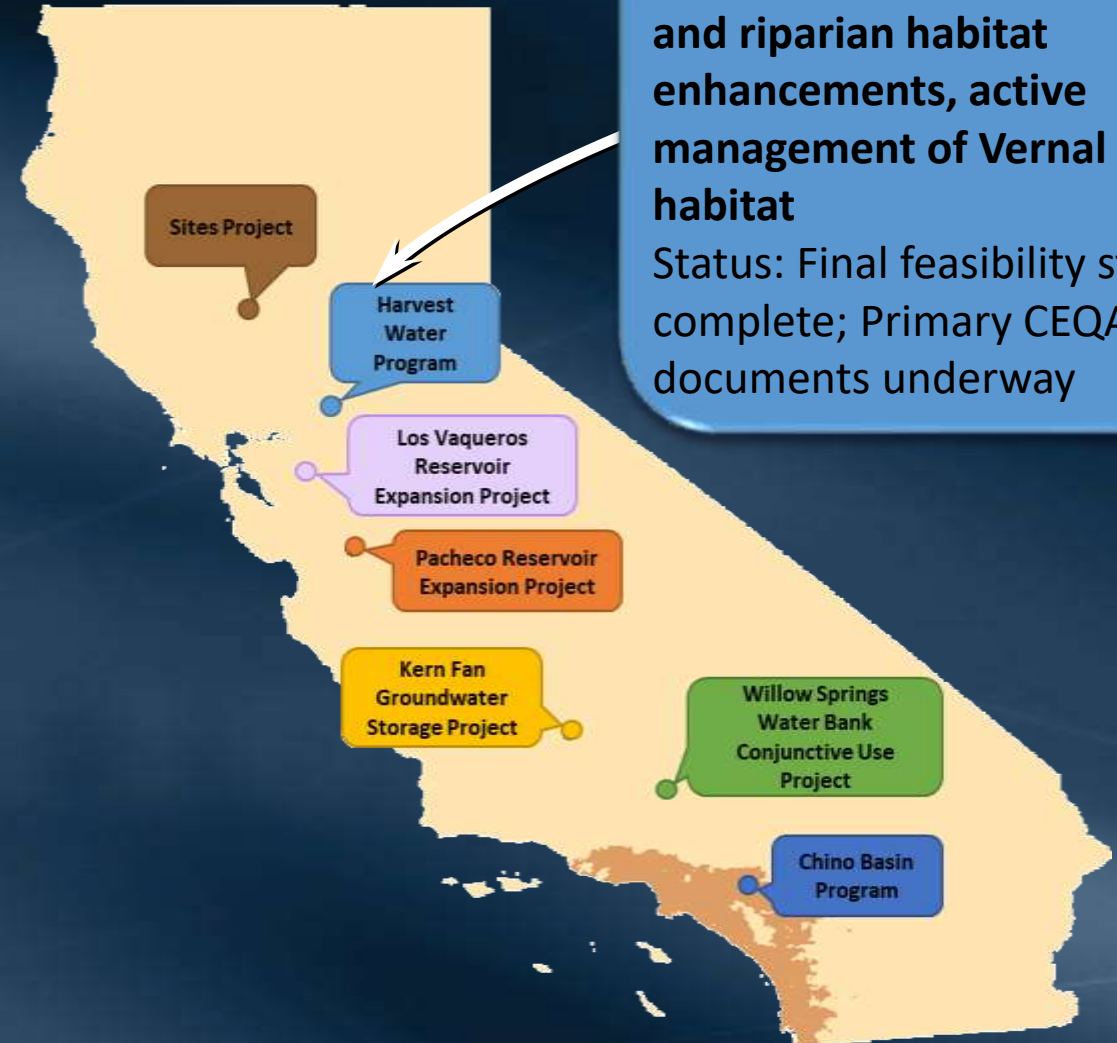 and riparian habitat
enhancements, active
management of Vernal
habitat
Status: Final feasibility
complete; Primary CEQA
documents underway
Sites Project
Harvest
Water
Program
Los Vaqueros
Reservoir
Expansion Project
Pacheco Reservoir
Expansion Project
Kern Fan
Groundwater
Storage Project
Willow Springs
Water Bank
Conjunctive Use
Project
Chino Basin
Program